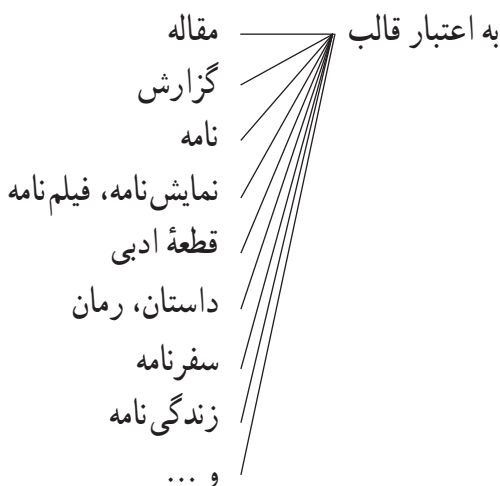 به اعتبار قالب
مقاله
گزارش
نامه
نمایش‌نامه، فیلم‌نامه
قطعهٔ ادبی
داستان، رمان
سفرنامه
زندگی‌نامه
و ...